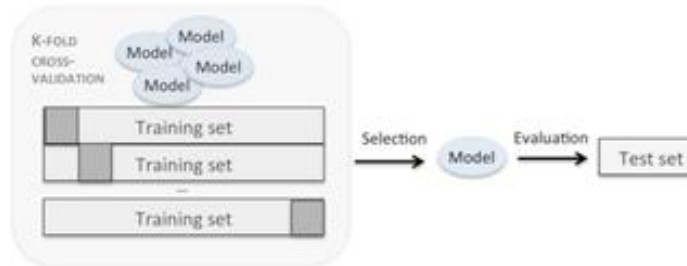 K-FOLD
CROSS-
VALIDATION
Model
Model
Model
Model
Training set
Training set
...
Training set
Selection
Model
Evaluation
Test set